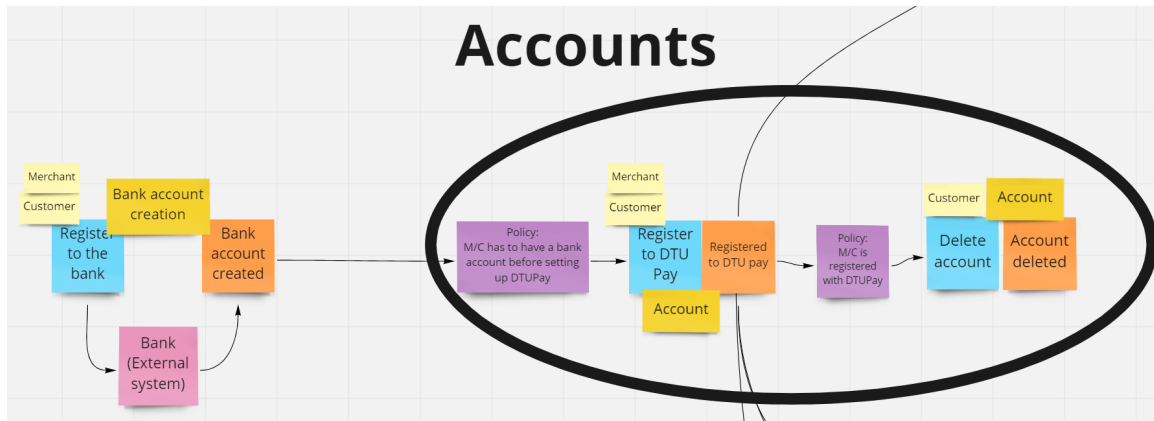 Accounts
Merchant
Customer
Bank account
creation
Register
to the
bank
Bank
account
created
Bank
(External
system)
Policy:
M/C has to have a bank
account before setting
up DTUPay
Merchant
Customer
Register
to DTU
Pay
Registered
to DTU pay
Account
Policy:
M/C is
registered
with DTUPay
Customer
Account
Delete
account
Account
deleted